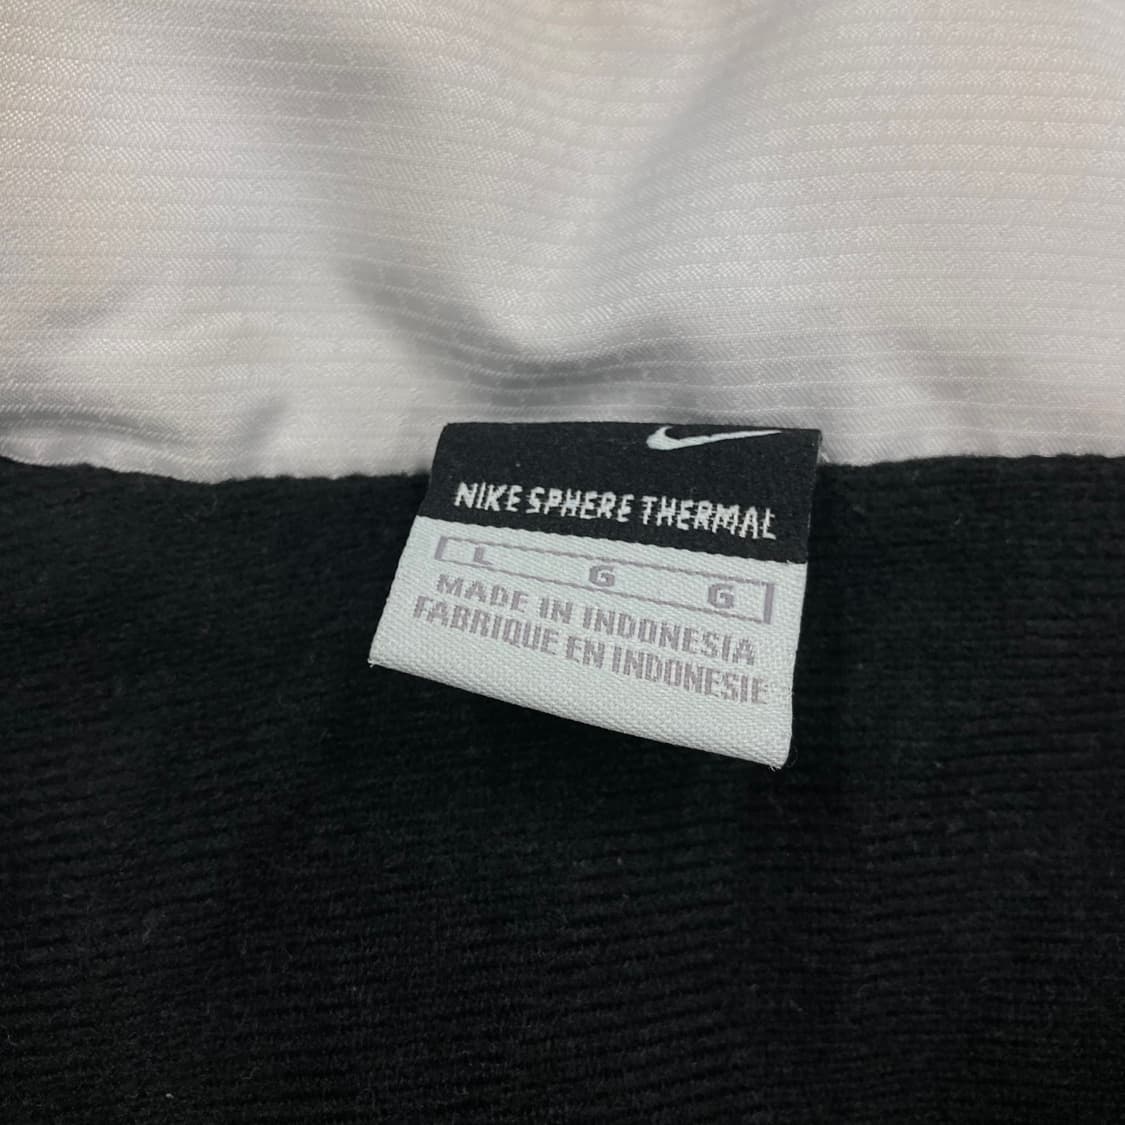 NIKE SPHERE THERMAL
L G G
MADE IN INDONESIA
FABRIQUE EN INDONESIE